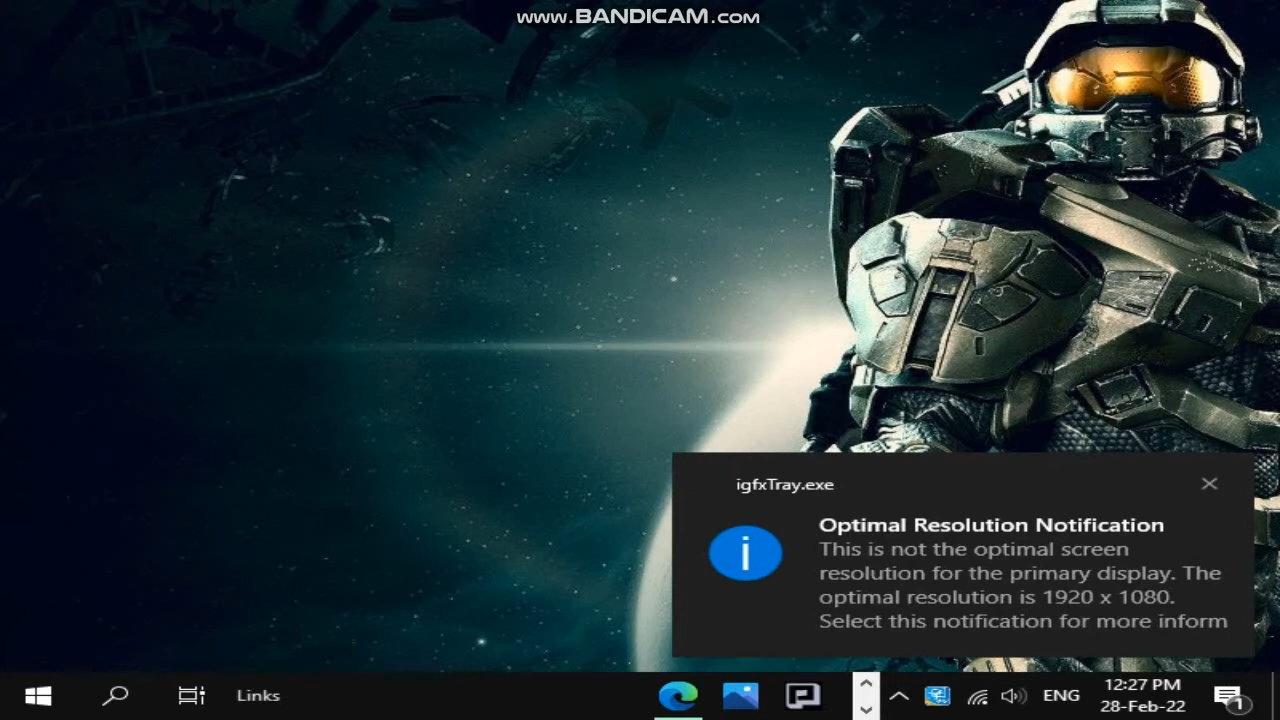 www.BANDICAM.com
igfxTray.exe
Optimal Resolution Notification
This is not the optimal screen
resolution for the primary display. The
optimal resolution is 1920 x 1080.
Select this notification for more inform
Links
ENG
12:27 PM
28-Feb-22
1